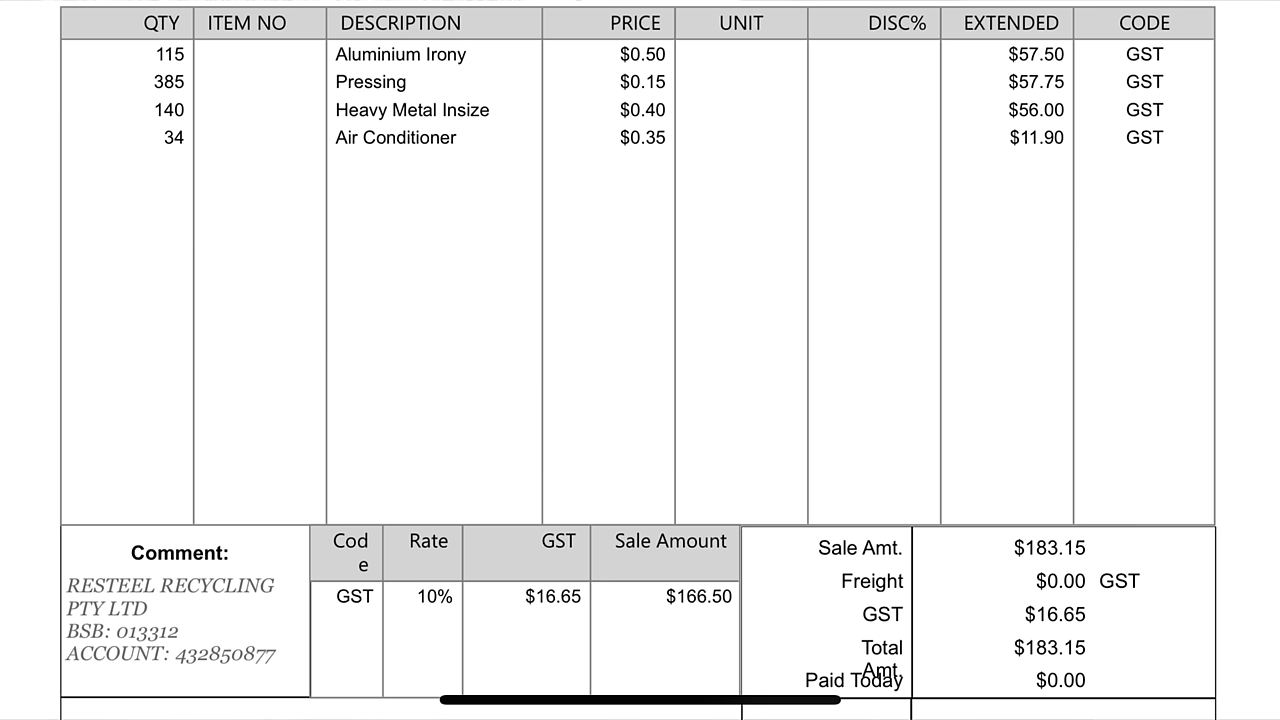 QTY ITEM NO DESCRIPTION PRICE UNIT DISC% EXTENDED CODE
115 Aluminium Irony $0.50 $57.50 GST
385 Pressing $0.15 $57.75 GST
140 Heavy Metal Insize $0.40 $56.00 GST
34 Air Conditioner $0.35 $11.90 GST
Comment:
RESTEEL RECYCLING
PTY LTD
BSB: 013312
ACCOUNT: 432850877
Cod
e
Rate GST Sale Amount
GST 10% $16.65 $166.50
Sale Amt. $183.15
Freight $0.00 GST
GST $16.65
Total $183.15
Amt.
Paid Today $0.00